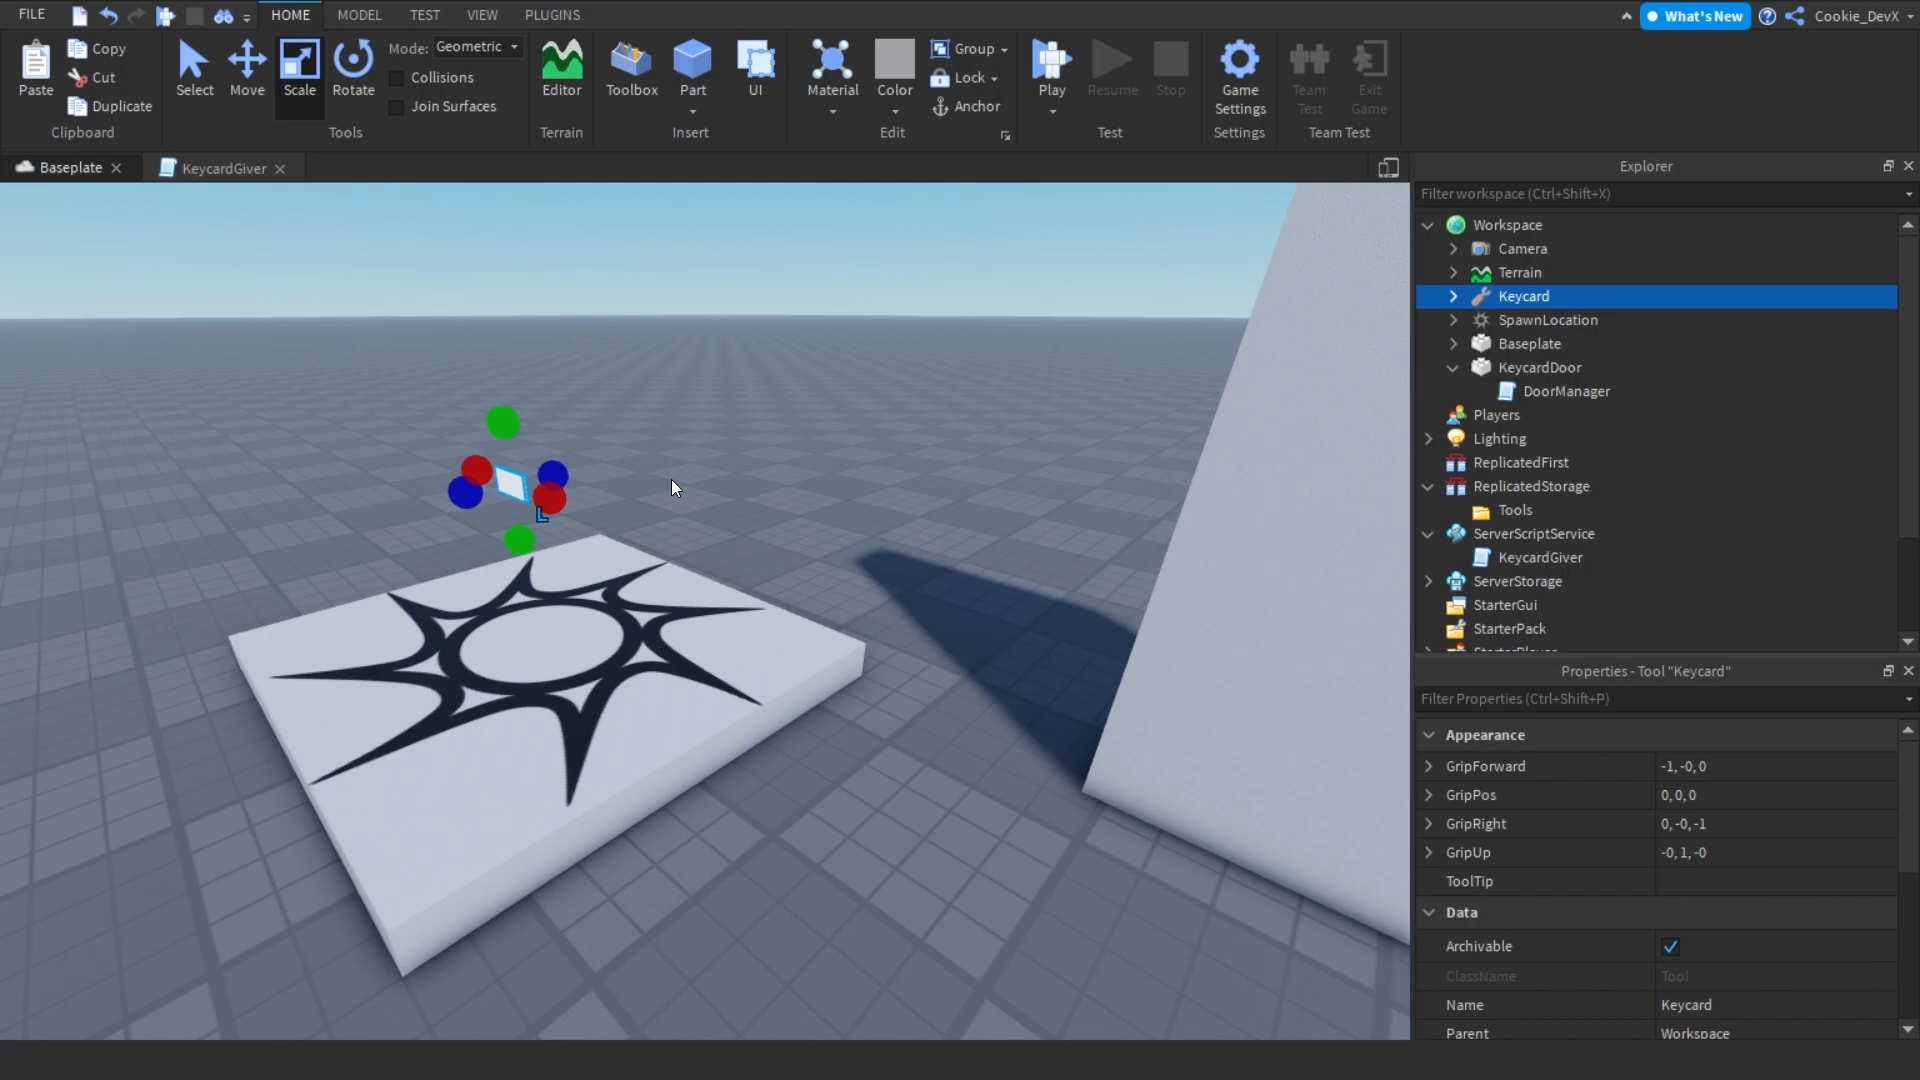 FILE
HOME
MODEL
TEST
VIEW
PLUGINS
What's New
Cookie_DevX
Paste
Copy
Cut
Duplicate
Clipboard
Select
Move
Scale
Rotate
Mode: Geometric
Collisions
Join Surfaces
Tools
Editor
Terrain
Toolbox
Part
UI
Insert
Material
Color
Group
Lock
Anchor
Edit
Play
Resume
Stop
Test
Game
Settings
Settings
Team
Test
Exit
Game
Team Test
Baseplate
KeycardGiver
L
Explorer
Filter workspace (Ctrl+Shift+X)
Workspace
Camera
Terrain
Keycard
SpawnLocation
Baseplate
KeycardDoor
DoorManager
Players
Lighting
ReplicatedFirst
ReplicatedStorage
Tools
ServerScriptService
KeycardGiver
ServerStorage
StarterGui
StarterPack
StarterPlayer
Properties - Tool "Keycard"
Filter Properties (Ctrl+Shift+P)
Appearance
GripForward -1, -0, 0
GripPos 0, 0, 0
GripRight 0, -0, -1
GripUp -0, 1, -0
ToolTip
Data
Archivable
ClassName Tool
Name Keycard
Parent Workspace